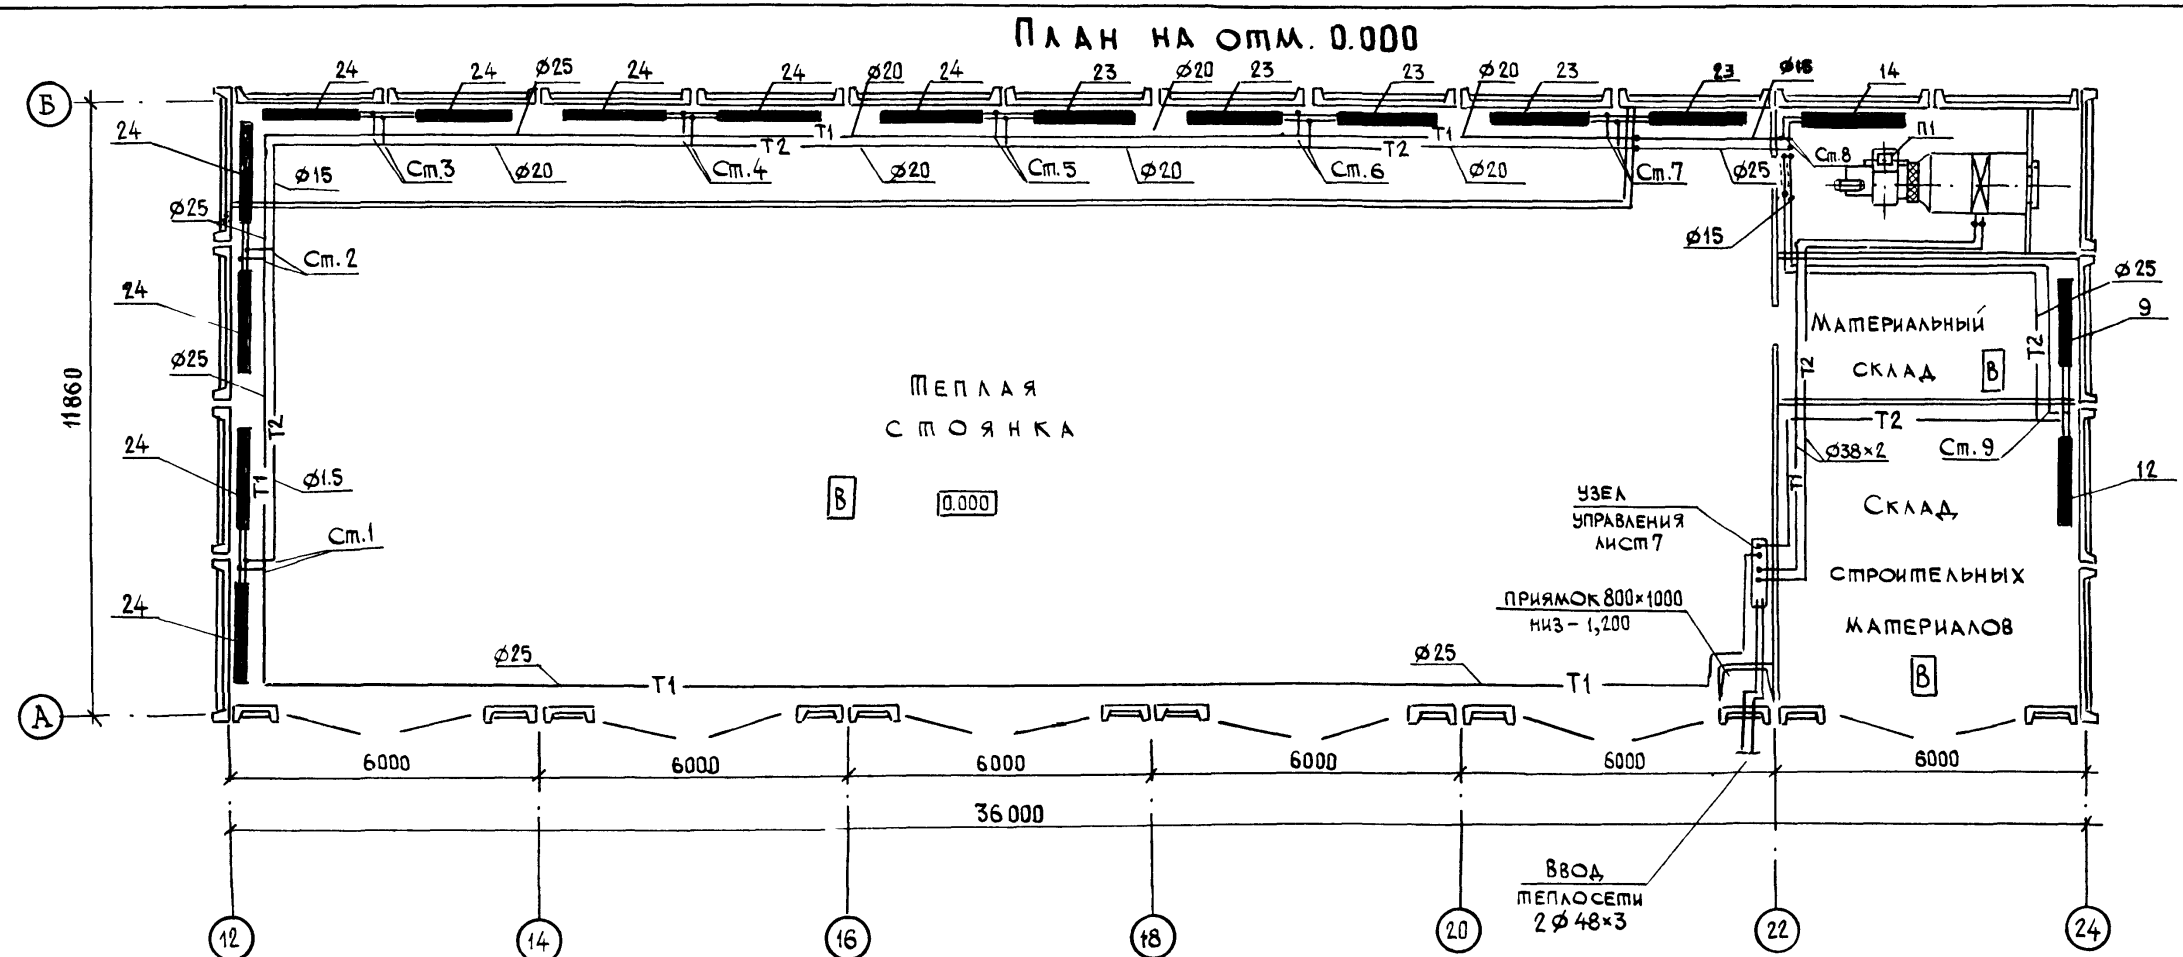 План на отм. 0.000
Б
24
24
ø25
24
24
ø20
24
23
ø20
23
23
ø20
23
23
ø18
14
24
Т1
Т2
Т1
Т2
П1
ø15
Ст.3
ø20
Ст.4
ø20
Ст.5
ø20
Ст.6
ø20
Ст.7
ø25
Ст.8
ø25
ø15
Ст.2
ø25
24
9
Материальный
склад
В
Т2
Т2
ø25
Теплая
стоянка
11860
Т2
Т2
24
ø38×2
Ст.9
Т1
ø1.5
Т1
12
В
0.000
узел
управления
лист 7
Склад
строительных
материалов
В
Ст.1
24
приямок 800×1000
низ - 1,200
ø25
Т1
ø25
Т1
А
6000
6000
6000
6000
6000
6000
36 000
Ввод
теплосети
2 ø 48×3
12
14
16
18
20
22
24